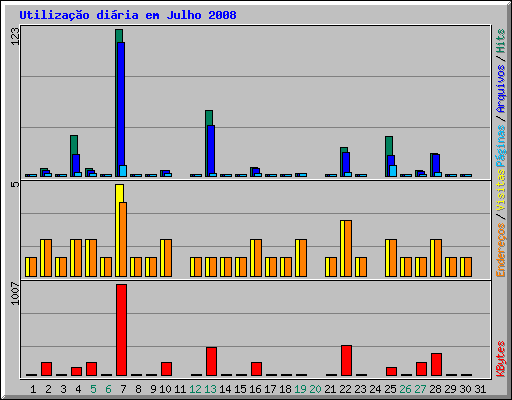 Utilização diária em Julho 2008
123
5
1007
Endereços / Visitas Páginas / Arquivos / Hits
KBytes
1 2 3 4 5 6 7 8 9 10 11 12 13 14 15 16 17 18 19 20 21 22 23 24 25 26 27 28 29 30 31